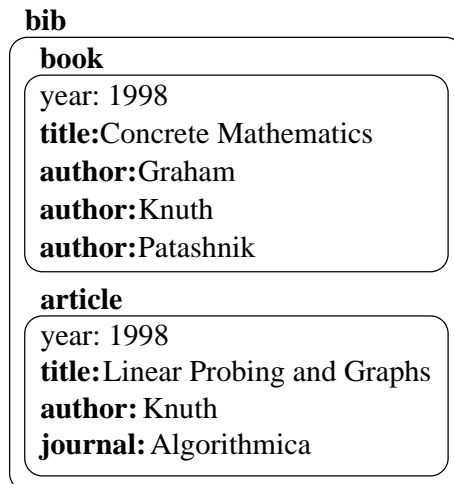 bib
book
year: 1998
title:Concrete Mathematics
author:Graham
author:Knuth
author:Patashnik
article
year: 1998
title:Linear Probing and Graphs
author: Knuth
journal: Algorithmica